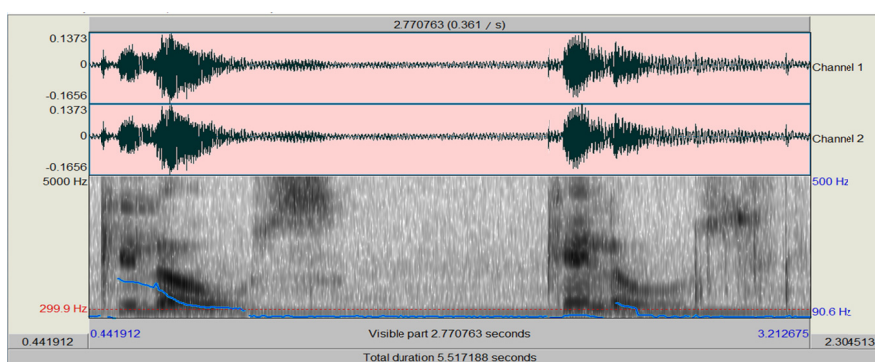 2.770763 (0.361 / s)
0.1373
0
-0.1656
Channel 1
0.1373
0
-0.1656
Channel 2
5000 Hz
500 Hz
299.9 Hz
90.6 Hz
0.441912
Visible part 2.770763 seconds
3.212675
0.441912
2.304513
Total duration 5.517188 seconds